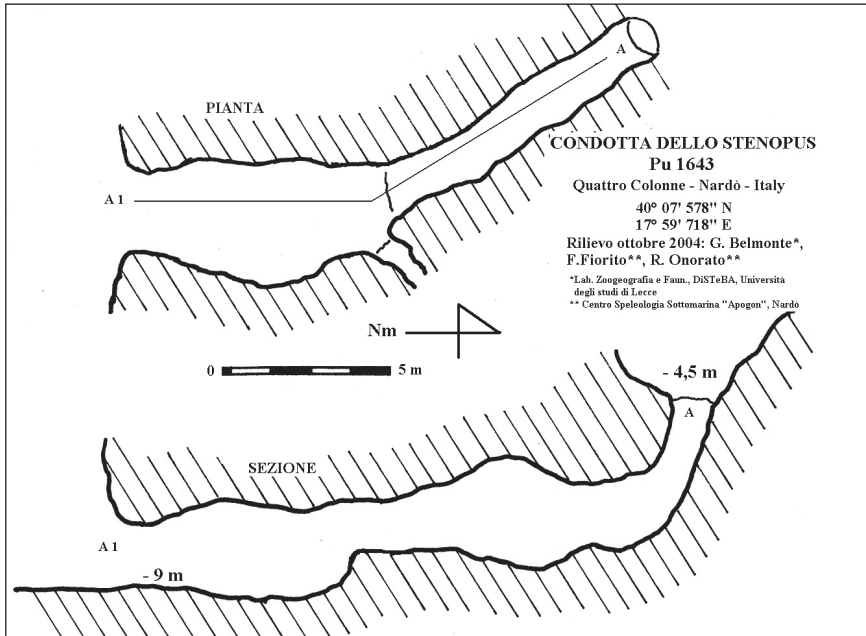 PIANTA
A
A 1
CONDOTTA DELLO STENOPUS
Pu 1643
Quattro Colonne - Nardò - Italy
40° 07' 578" N
17° 59' 718" E
Rilievo ottobre 2004: G. Belmonte*,
F.Fiorito**, R. Onorato**
*Lab. Zoogeografia e Faun., DiSTeBA, Università
degli studi di Lecce
** Centro Speleologia Sottomarina "Apogon", Nardò
Nm
0 5 m
- 4,5 m
A
SEZIONE
A 1
- 9 m